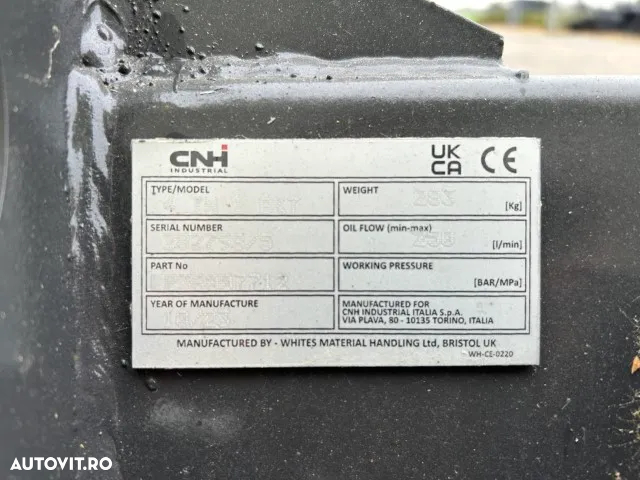 CNH
INDUSTRIAL
UK
CA CE
TYPE/MODEL
WEIGHT
[Kg]
SERIAL NUMBER
OIL FLOW (min-max)
[l/min]
PART No
WORKING PRESSURE
[BAR/MPa]
YEAR OF MANUFACTURE
MANUFACTURED FOR
CNH INDUSTRIAL ITALIA S.p.A.
VIA PLAVA, 80 - 10135 TORINO, ITALIA
MANUFACTURED BY - WHITES MATERIAL HANDLING Ltd, BRISTOL UK
WH-CE-0220
AUTOVIT.RO